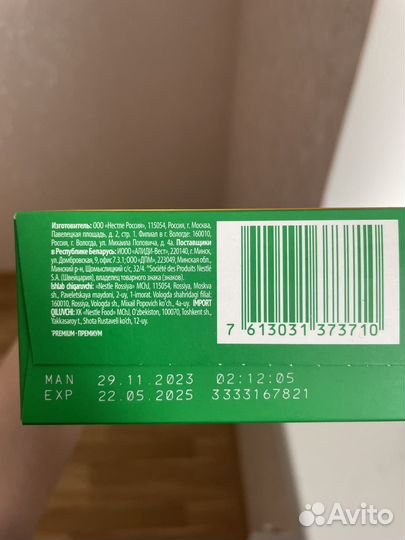 Изготовитель: ООО «Нестле Россия», 115054, Россия, г. Москва,
Павелецкая площадь, д. 2, стр. 1. Филиал в г. Вологде: 160010,
Россия, г. Вологда, ул. Михаила Поповича, д. 4а. Поставщики
в Республике Беларусь: ИООО «АЛИДИ-Вест», 220140, г. Минск,
ул. Домбровская, 9, офис 7.3.1; ООО «ДПМ», 223049, Минская обл.,
Минский р-н, Щомыслицкий с/с, 32/4. *Société des Produits Nestlé
S.A. (Швейцария), владелец товарного знака (знаков).
Ishlab chiqaruvchi: «Nestle Rossiya» MChJ, 115054, Rossiya, Moskva
sh., Paveletskaya maydoni, 2-uy, 1-imorat. Vologda shahridagi filial:
160010, Rossiya, Vologda sh., Mixail Popovich ko'ch., 4a-uy. IMPORT
QILUVCHI: XK «Nestle Food» MChJ, O'zbekiston, 100070, Toshkent sh.,
Yakkasaroy t., Shota Rustaveli ko'ch, 12-uy.
*PREMIUM - ПРЕМИУМ
7 613031 373710
MAN 29.11.2023 02:12:05
EXP 22.05.2025 3333167821
Avito